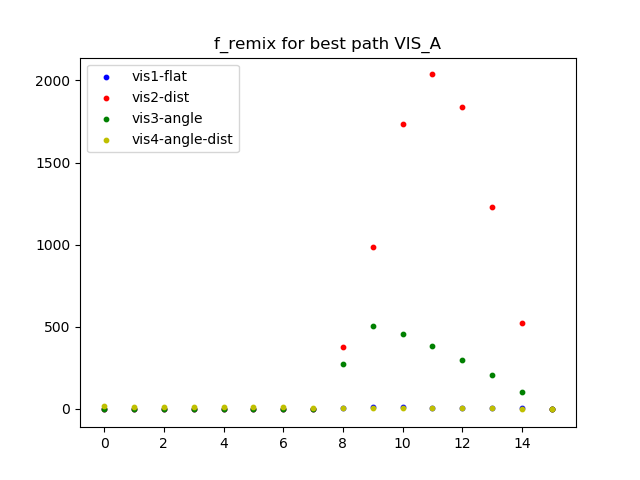 f_remix for best path VIS_A
vis1-flat
vis2-dist
vis3-angle
vis4-angle-dist
2000
1500
1000
500
0
0 2 4 6 8 10 12 14